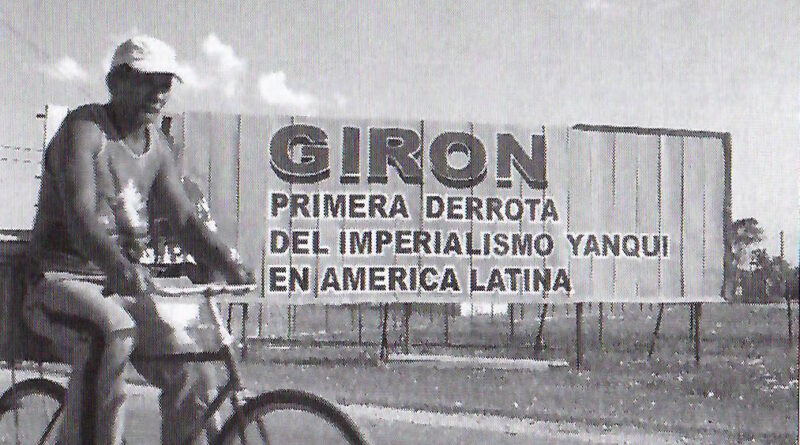 GIRON
PRIMERA DERROTA
DEL IMPERIALISMO YANQUI
EN AMERICA LATINA